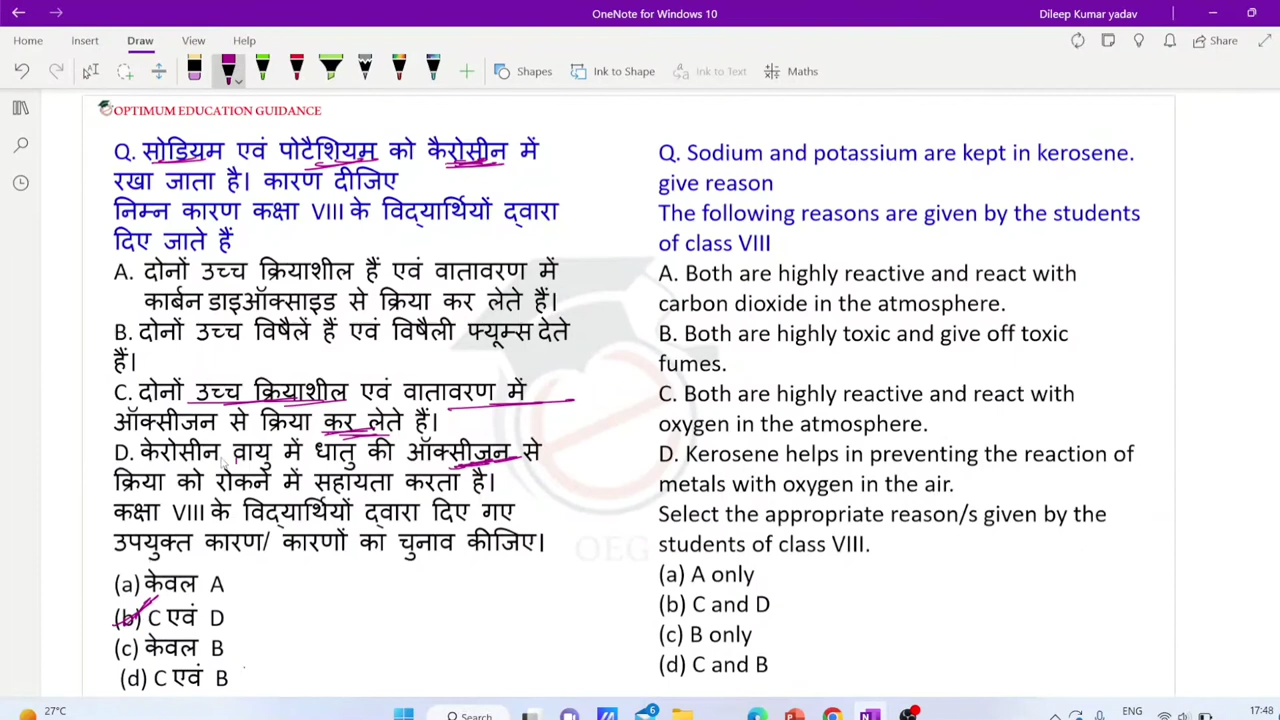 OneNote for Windows 10
Dileep Kumar yadav
Home Insert Draw View Help
Share
Shapes Ink to Shape Ink to Text Maths
OPTIMUM EDUCATION GUIDANCE
Q. सोडियम एवं पोटैशियम को कैरोसीन में
रखा जाता है। कारण दीजिए
निम्न कारण कक्षा VIII के विद्यार्थियों द्वारा
दिए जाते हैं
A. दोनों उच्च क्रियाशील हैं एवं वातावरण में
कार्बन डाइऑक्साइड से क्रिया कर लेते हैं।
B. दोनों उच्च विषैलें हैं एवं विषैली फ्यूम्स देते
हैं।
C. दोनों उच्च क्रियाशील एवं वातावरण में
ऑक्सीजन से क्रिया कर लेते हैं।
D. केरोसीन वायु में धातु की ऑक्सीजन से
क्रिया को रोकने में सहायता करता है।
कक्षा VIII के विद्यार्थियों द्वारा दिए गए
उपयुक्त कारण/ कारणों का चुनाव कीजिए।
(a) केवल A
(b) C एवं D
(c) केवल B
(d) C एवं B
Q. Sodium and potassium are kept in kerosene.
give reason
The following reasons are given by the students
of class VIII
A. Both are highly reactive and react with
carbon dioxide in the atmosphere.
B. Both are highly toxic and give off toxic
fumes.
C. Both are highly reactive and react with
oxygen in the atmosphere.
D. Kerosene helps in preventing the reaction of
metals with oxygen in the air.
Select the appropriate reason/s given by the
students of class VIII.
(a) A only
(b) C and D
(c) B only
(d) C and B
OEG
27°C
Search
6
ENG
17:48